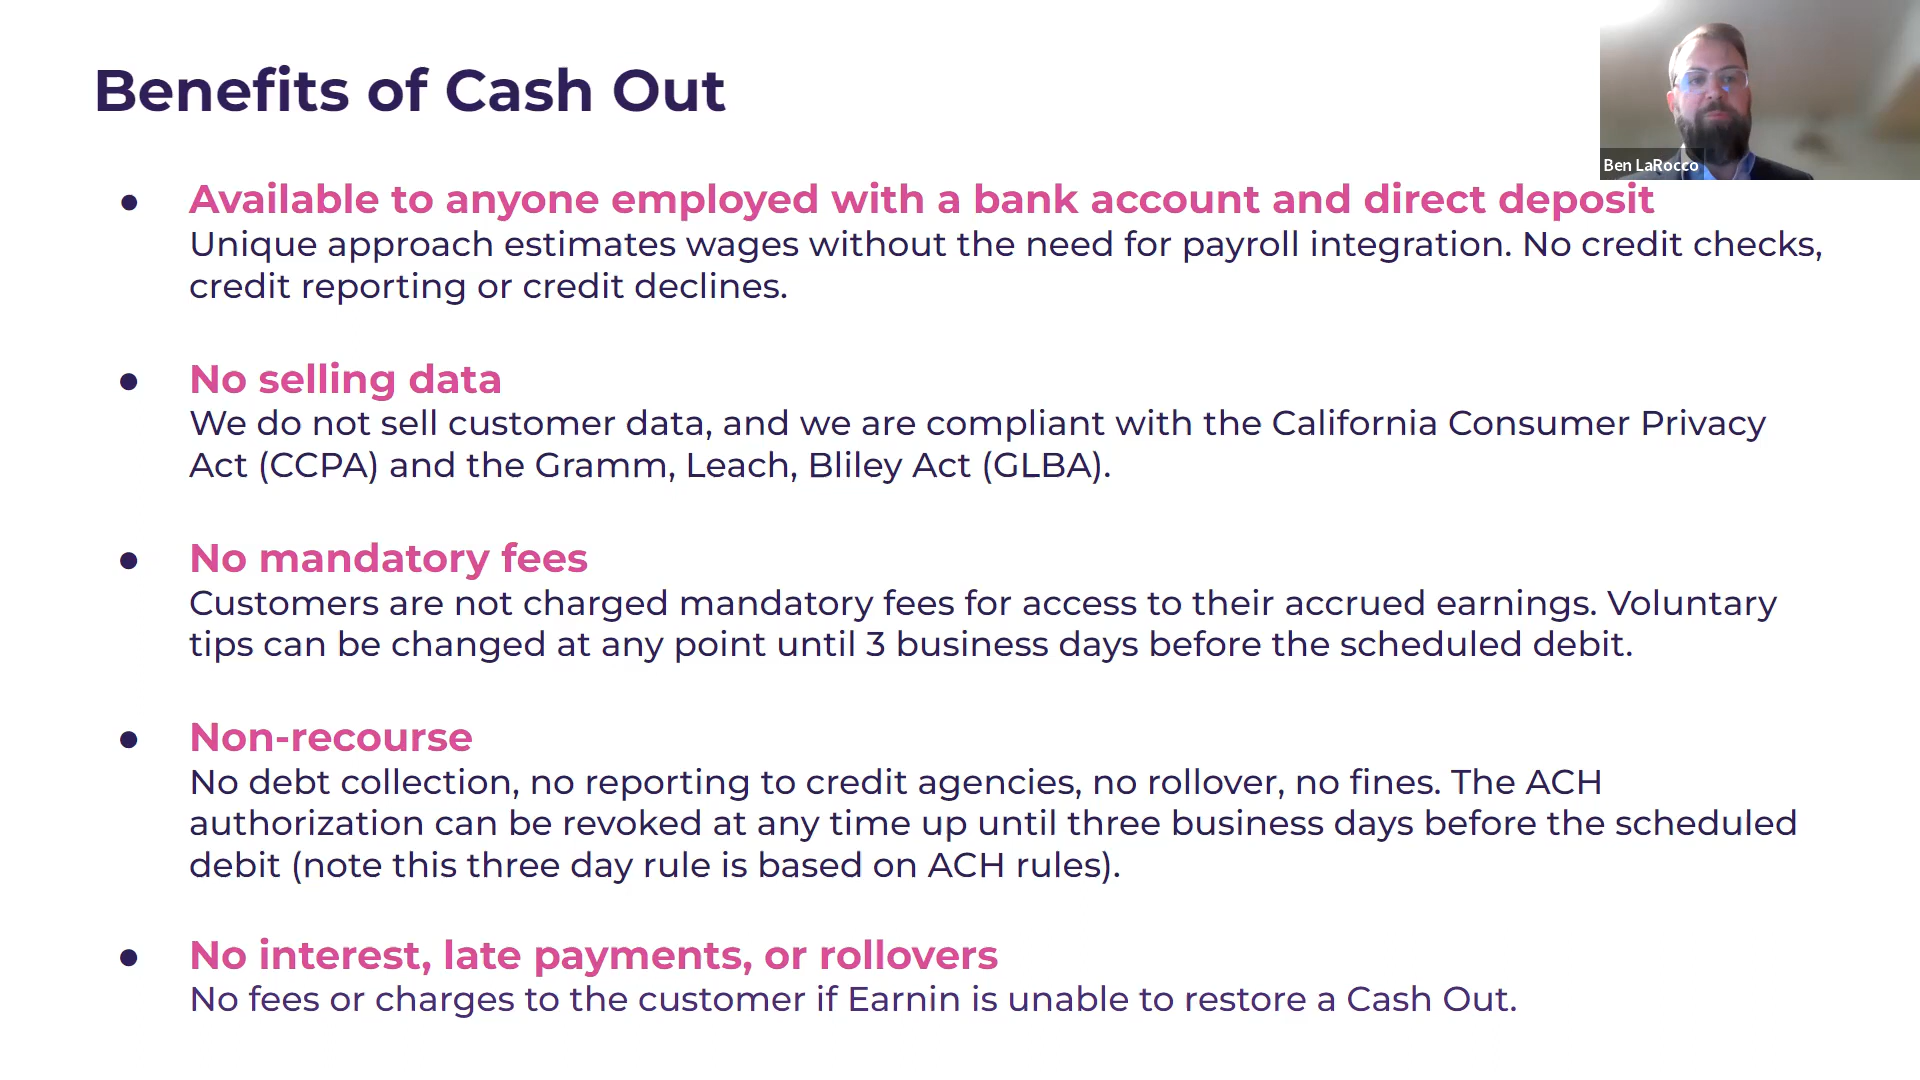 Benefits of Cash Out
Ben LaRocco
● Available to anyone employed with a bank account and direct deposit
Unique approach estimates wages without the need for payroll integration. No credit checks,
credit reporting or credit declines.
● No selling data
We do not sell customer data, and we are compliant with the California Consumer Privacy
Act (CCPA) and the Gramm, Leach, Bliley Act (GLBA).
● No mandatory fees
Customers are not charged mandatory fees for access to their accrued earnings. Voluntary
tips can be changed at any point until 3 business days before the scheduled debit.
● Non-recourse
No debt collection, no reporting to credit agencies, no rollover, no fines. The ACH
authorization can be revoked at any time up until three business days before the scheduled
debit (note this three day rule is based on ACH rules).
● No interest, late payments, or rollovers
No fees or charges to the customer if Earnin is unable to restore a Cash Out.